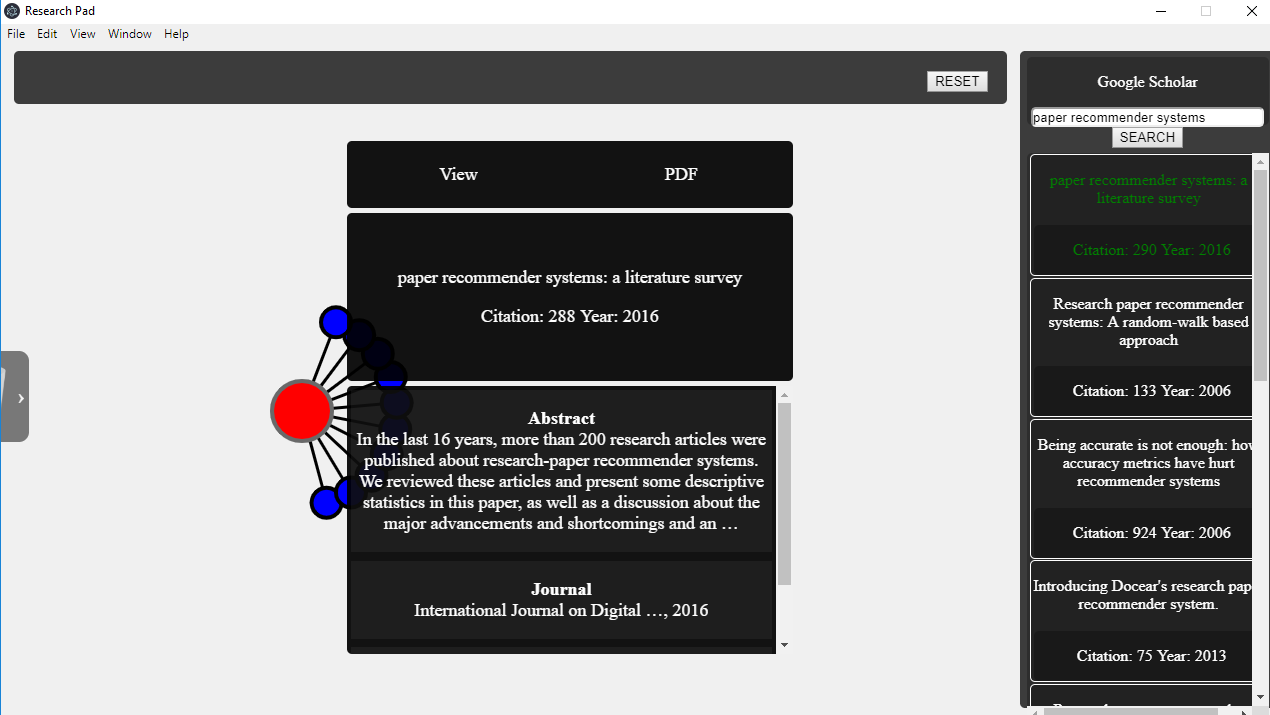 Research Pad
File Edit View Window Help
RESET
View PDF
paper recommender systems: a literature survey
Citation: 288 Year: 2016
Abstract
In the last 16 years, more than 200 research articles were
published about research-paper recommender systems.
We reviewed these articles and present some descriptive
statistics in this paper, as well as a discussion about the
major advancements and shortcomings and an …
Journal
International Journal on Digital …, 2016
Google Scholar
paper recommender systems
SEARCH
paper recommender systems: a
literature survey
Citation: 290 Year: 2016
Research paper recommender
systems: A random-walk based
approach
Citation: 133 Year: 2006
Being accurate is not enough: how
accuracy metrics have hurt
recommender systems
Citation: 924 Year: 2006
Introducing Docear's research pap
recommender system.
Citation: 75 Year: 2013